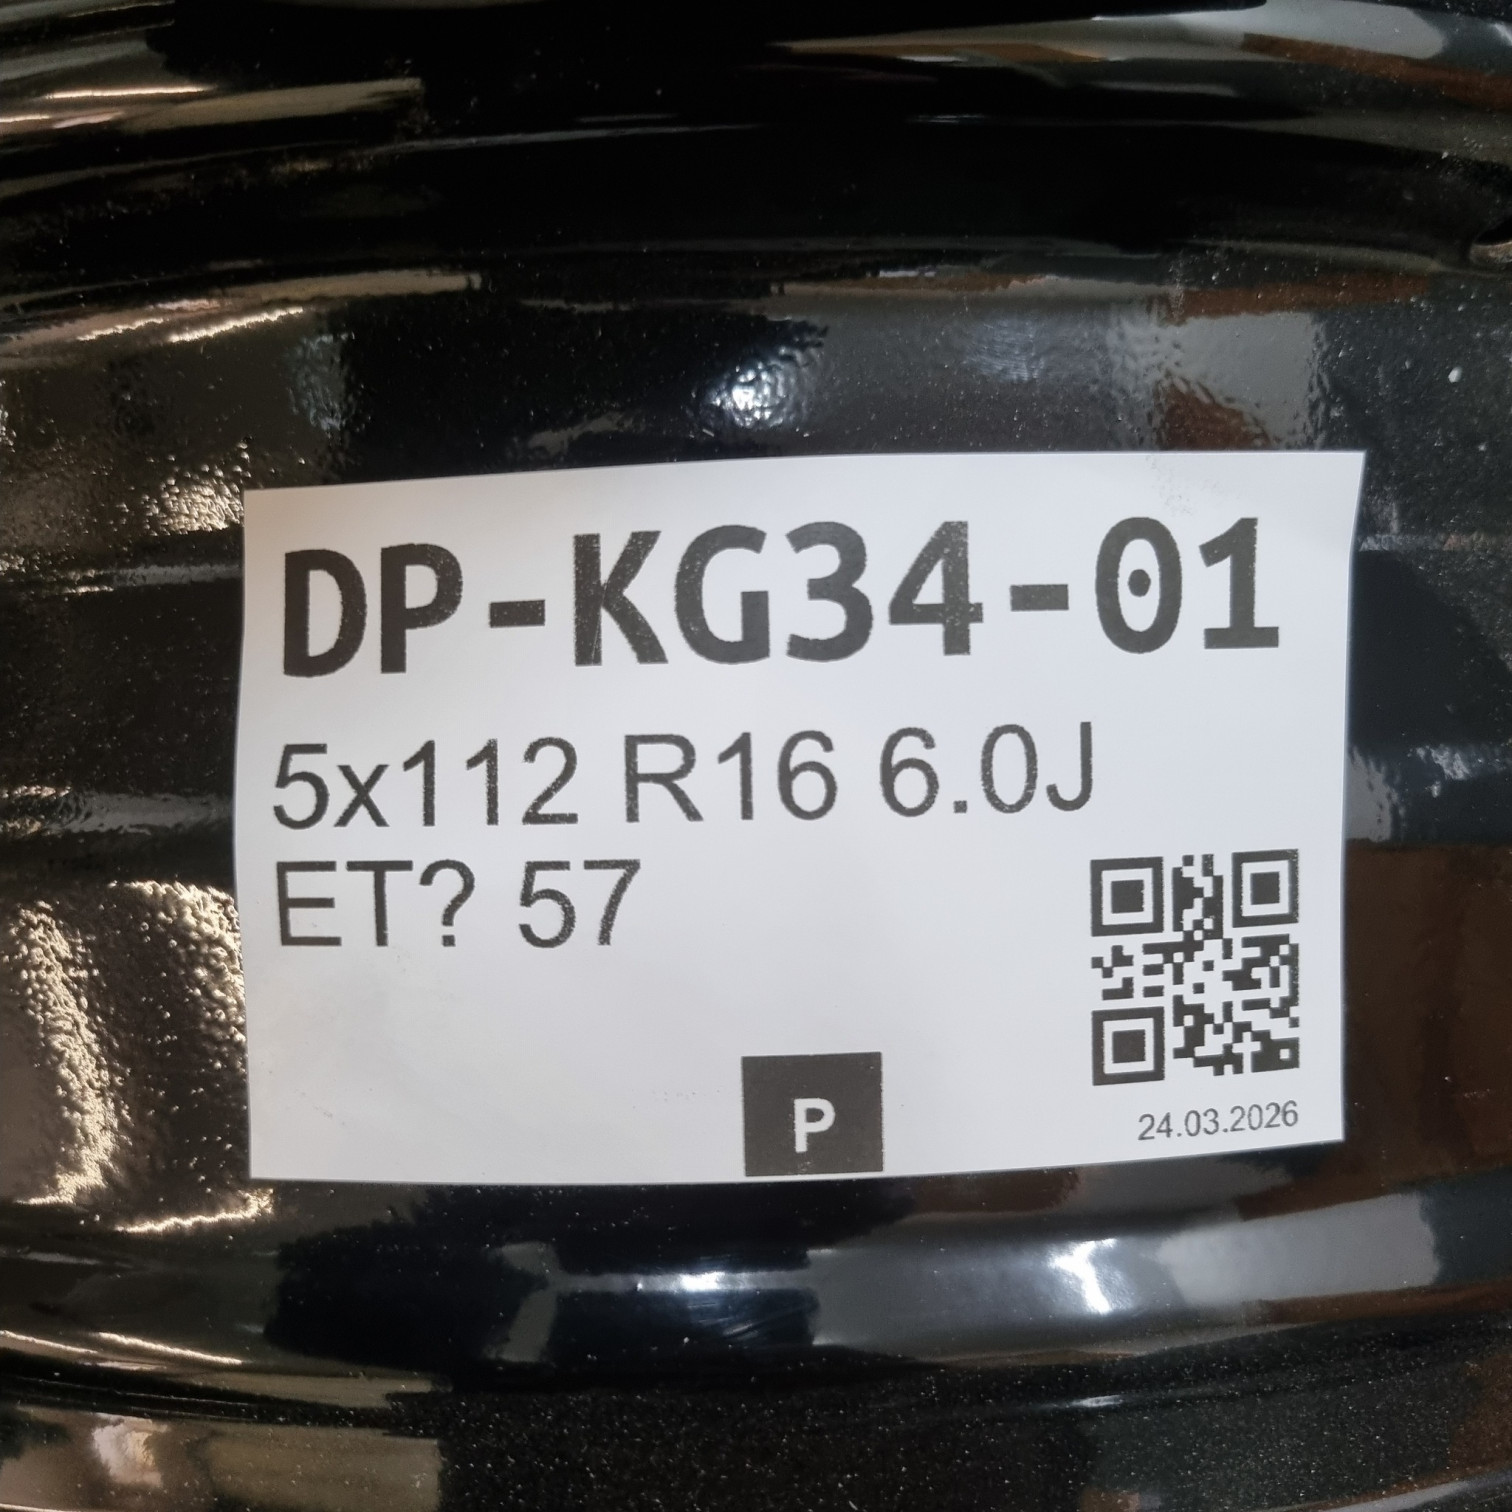 DP-KG34-01
5x112 R16 6.0J
ET? 57
P
24.03.2026